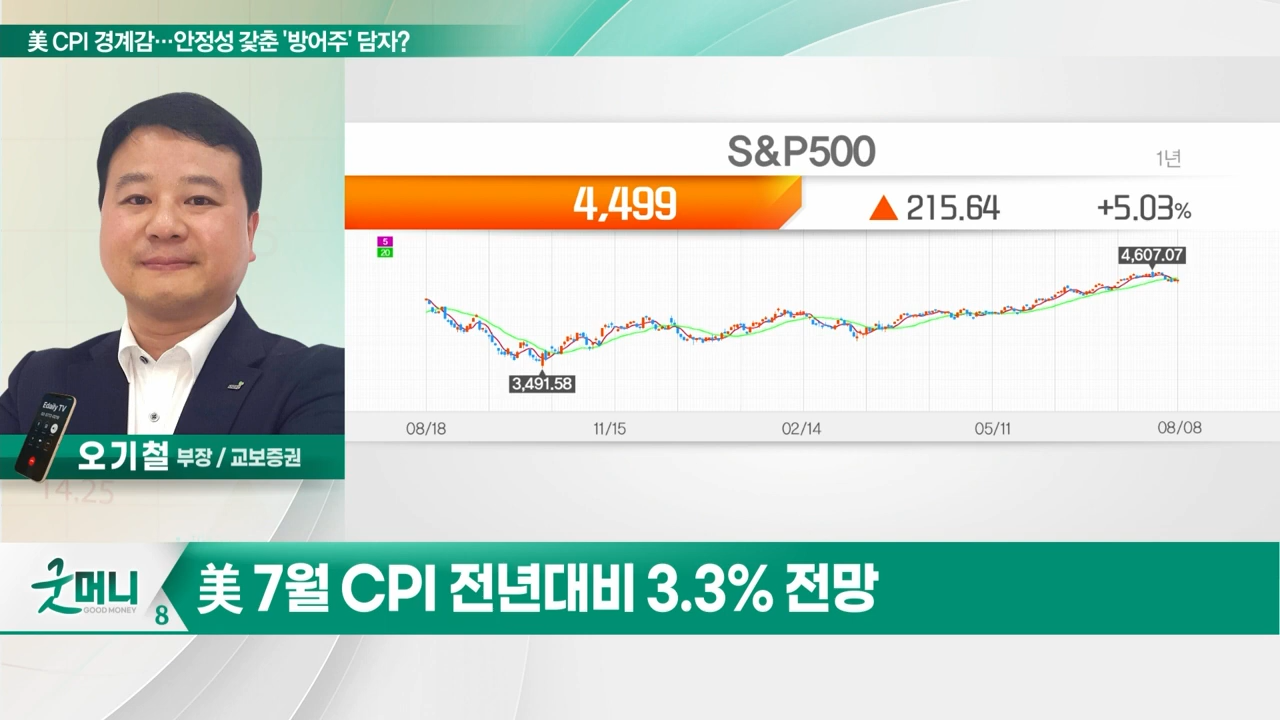 美 CPI 경계감…안정성 갖춘 '방어주' 담자?
S&P500
1년
4,499
▲ 215.64
+5.03%
5
20
4,607.07
3,491.58
08/18
11/15
02/14
05/11
08/08
Edaily TV
오기철 부장 / 교보증권
14.25
굿머니
GOOD MONEY
8
美 7월 CPI 전년대비 3.3% 전망